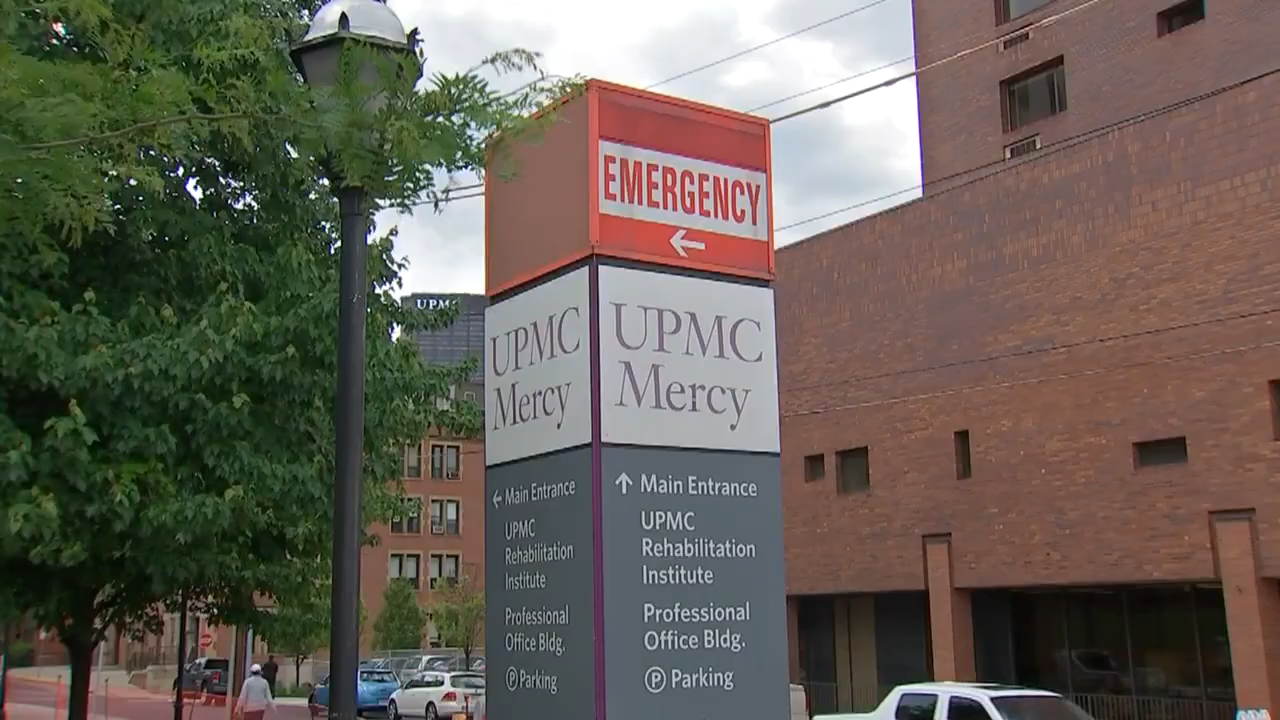 EMERGENCY
UPMC
UPMC
Mercy
Main Entrance
UPMC
Rehabilitation
Institute
Professional
Office Bldg.
P Parking
UPMC
Mercy
Main Entrance
UPMC
Rehabilitation
Institute
Professional
Office Bldg.
P Parking